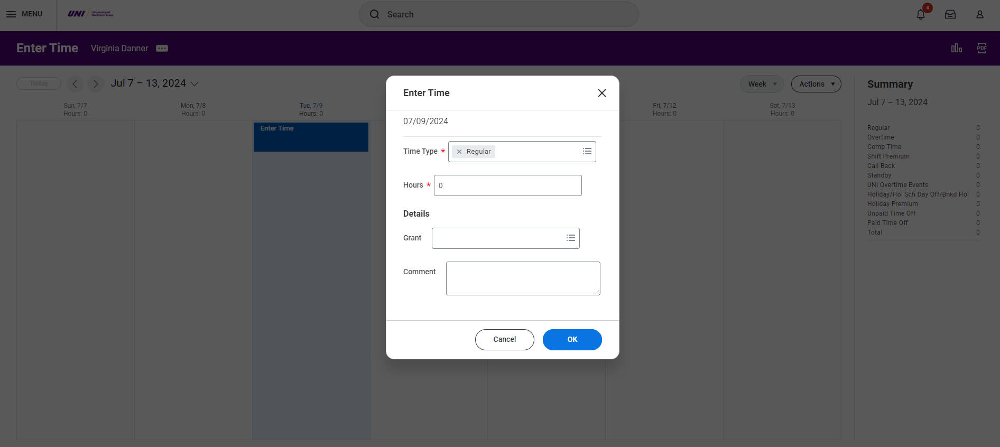 MENU
UNI
University of
Northern Iowa
Search
4
Enter Time
Virginia Danner
PDF
Today
Jul 7 – 13, 2024
Week
Actions
Sun, 7/7
Hours: 0
Mon, 7/8
Hours: 0
Tue, 7/9
Hours: 0
Fri, 7/12
Hours: 0
Sat, 7/13
Hours: 0
Enter Time
Enter Time
07/09/2024
Time Type *
Regular
Hours *
0
Details
Grant
Comment
Cancel
OK
Summary
Jul 7 – 13, 2024
Regular 0
Overtime 0
Comp Time 0
Shift Premium 0
Call Back 0
Standby 0
UNI Overtime Events 0
Holiday/Hol Sch Day Off/Bnkd Hol 0
Holiday Premium 0
Unpaid Time Off 0
Paid Time Off 0
Total 0